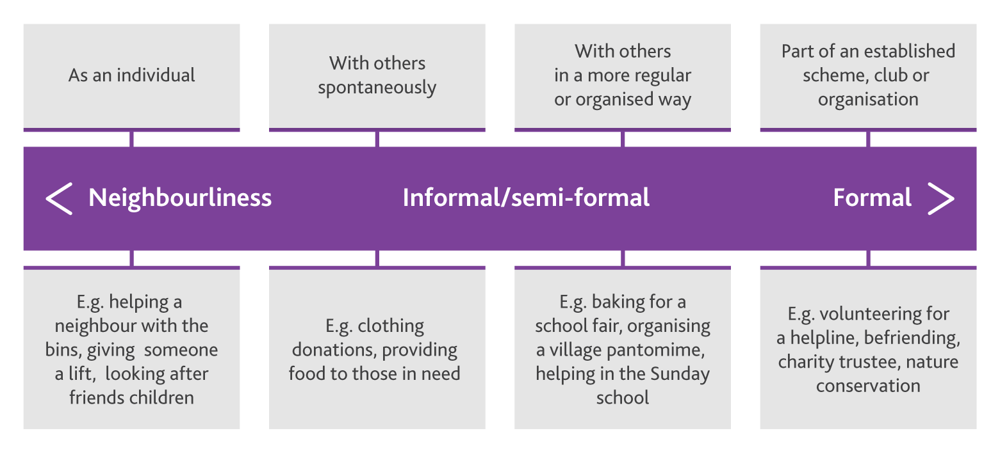 As an individual
With others
spontaneously
With others
in a more regular
or organised way
Part of an established
scheme, club or
organisation
Neighbourliness
Informal/semi-formal
Formal
E.g. helping a
neighbour with the
bins, giving  someone
a lift,  looking after
friends children
E.g. clothing
donations, providing
food to those in need
E.g. baking for a
school fair, organising
a village pantomime,
helping in the Sunday
school
E.g. volunteering for
a helpline, befriending,
charity trustee, nature
conservation